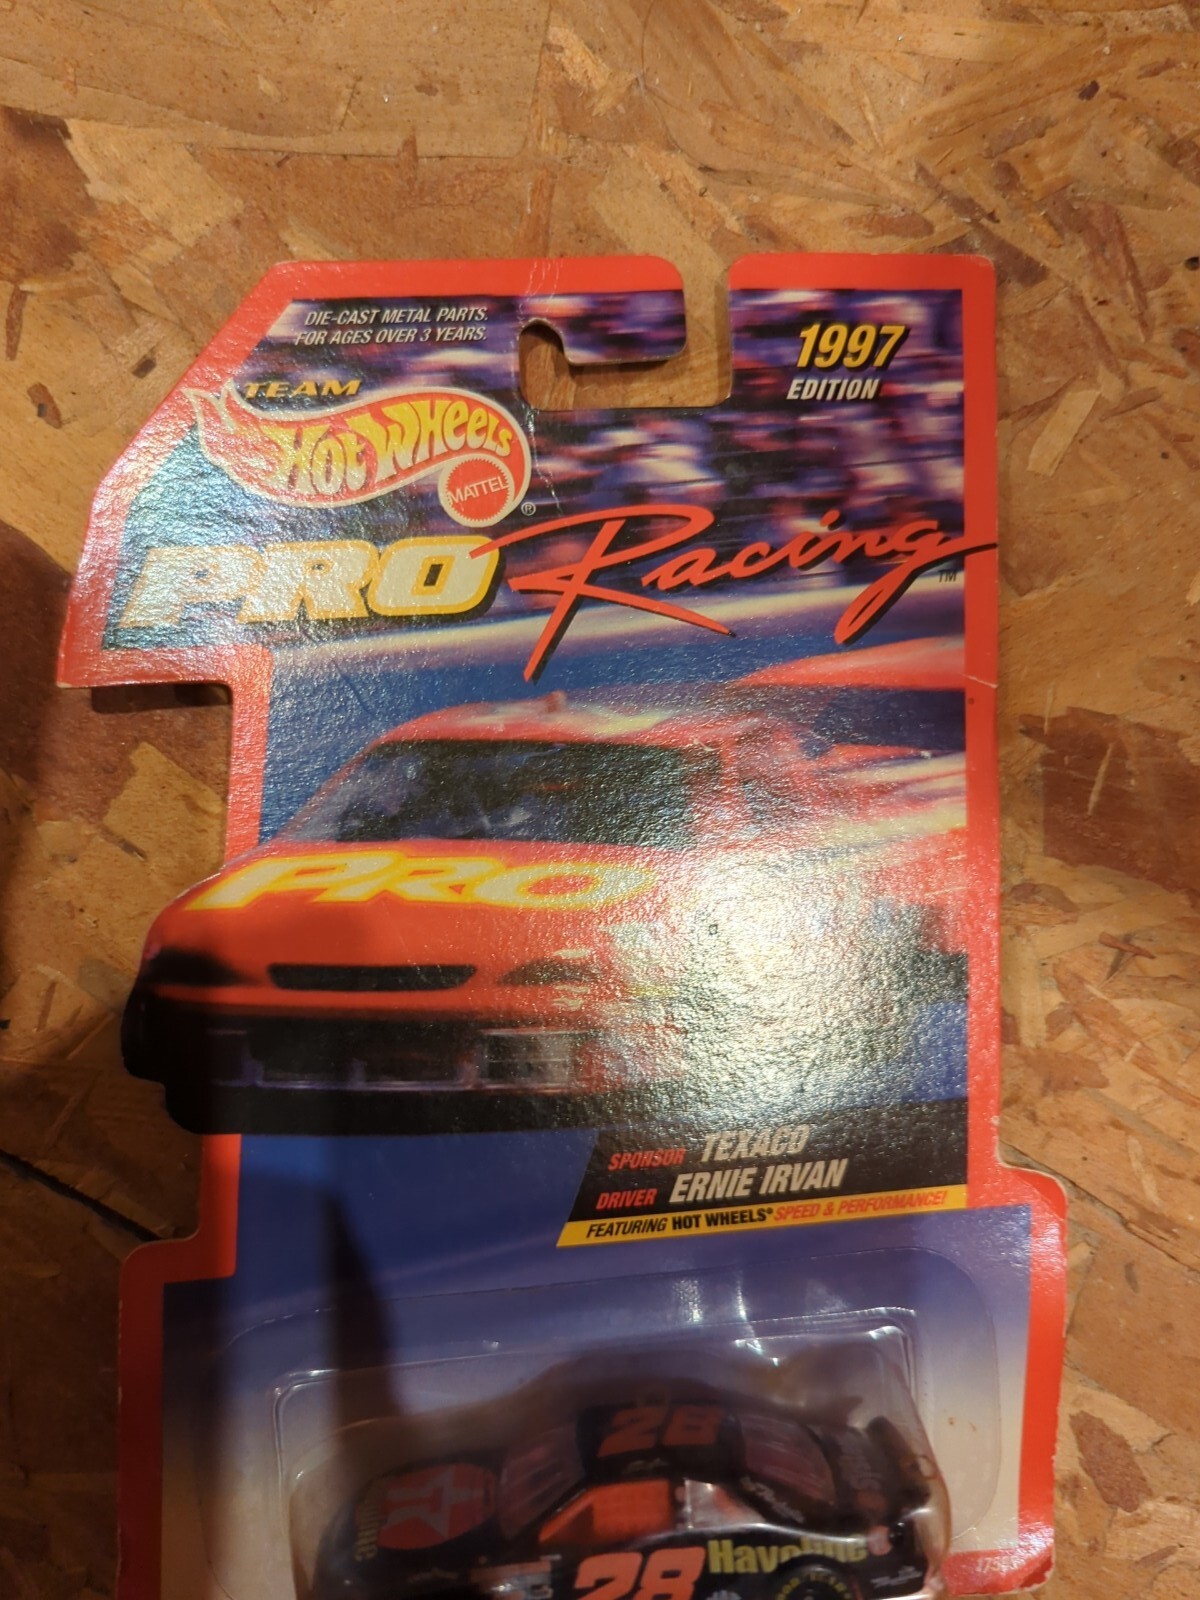 DIE-CAST METAL PARTS.
FOR AGES OVER 3 YEARS.
1997
EDITION
TEAM
HOT WHEELS
MATTEL
®
PRO Racing
TM
PRO
SPONSOR TEXACO
DRIVER ERNIE IRVAN
FEATURING HOT WHEELS® SPEED & PERFORMANCE!
28
28
Havoline